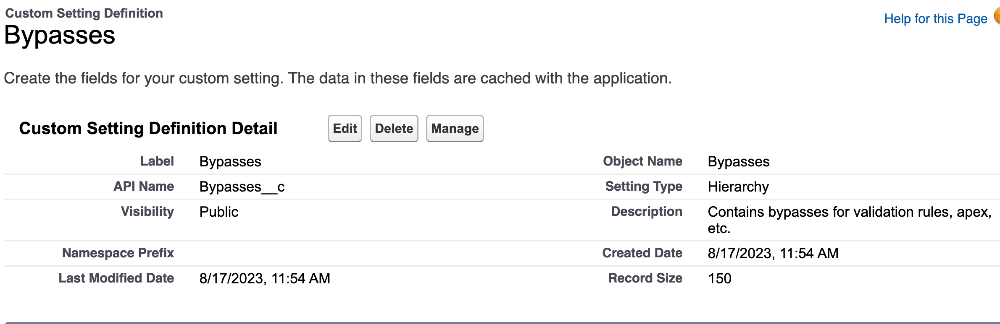 Custom Setting Definition
Bypasses
Help for this Page
Create the fields for your custom setting. The data in these fields are cached with the application.
Custom Setting Definition Detail
Edit
Delete
Manage
Label
Bypasses
Object Name
Bypasses
API Name
Bypasses__c
Setting Type
Hierarchy
Visibility
Public
Description
Contains bypasses for validation rules, apex,
etc.
Namespace Prefix
Created Date
8/17/2023, 11:54 AM
Last Modified Date
8/17/2023, 11:54 AM
Record Size
150